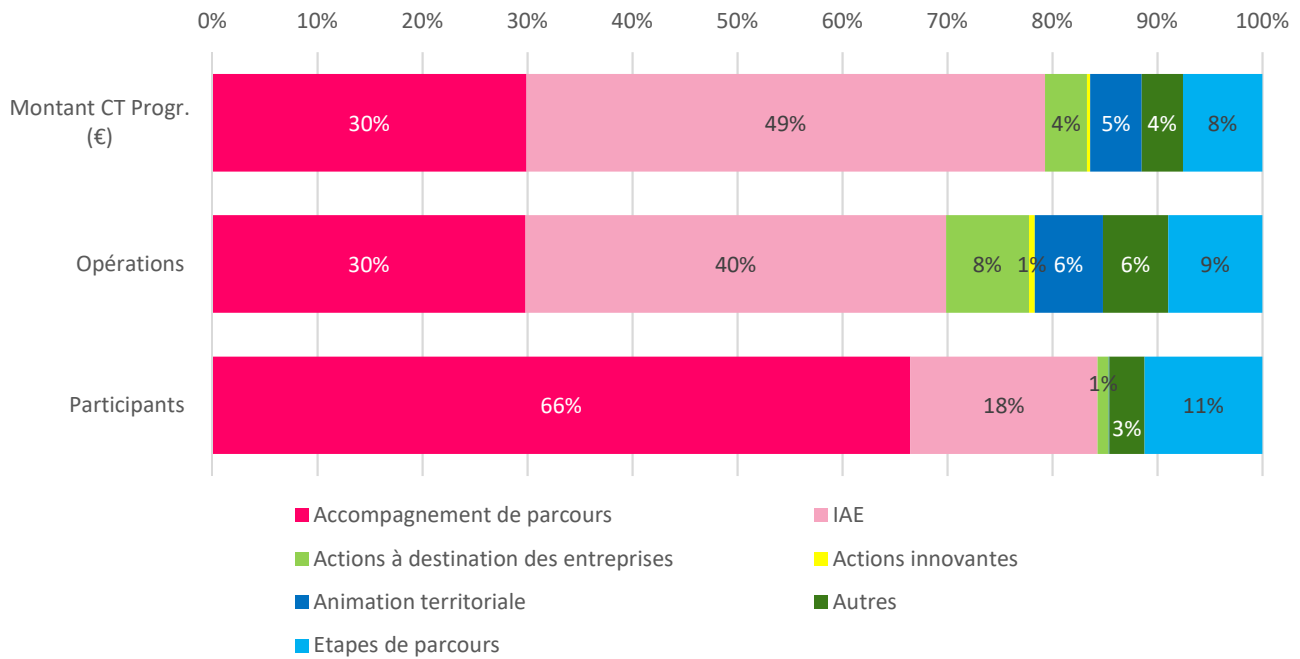 0% 10% 20% 30% 40% 50% 60% 70% 80% 90% 100%
Montant CT Progr.
(€)
30% 49% 4% 5% 4% 8%
Opérations 30% 40% 8% 1% 6% 6% 9%
Participants 66% 18% 1% 3% 11%
Accompagnement de parcours IAE
Actions à destination des entreprises Actions innovantes
Animation territoriale Autres
Etapes de parcours